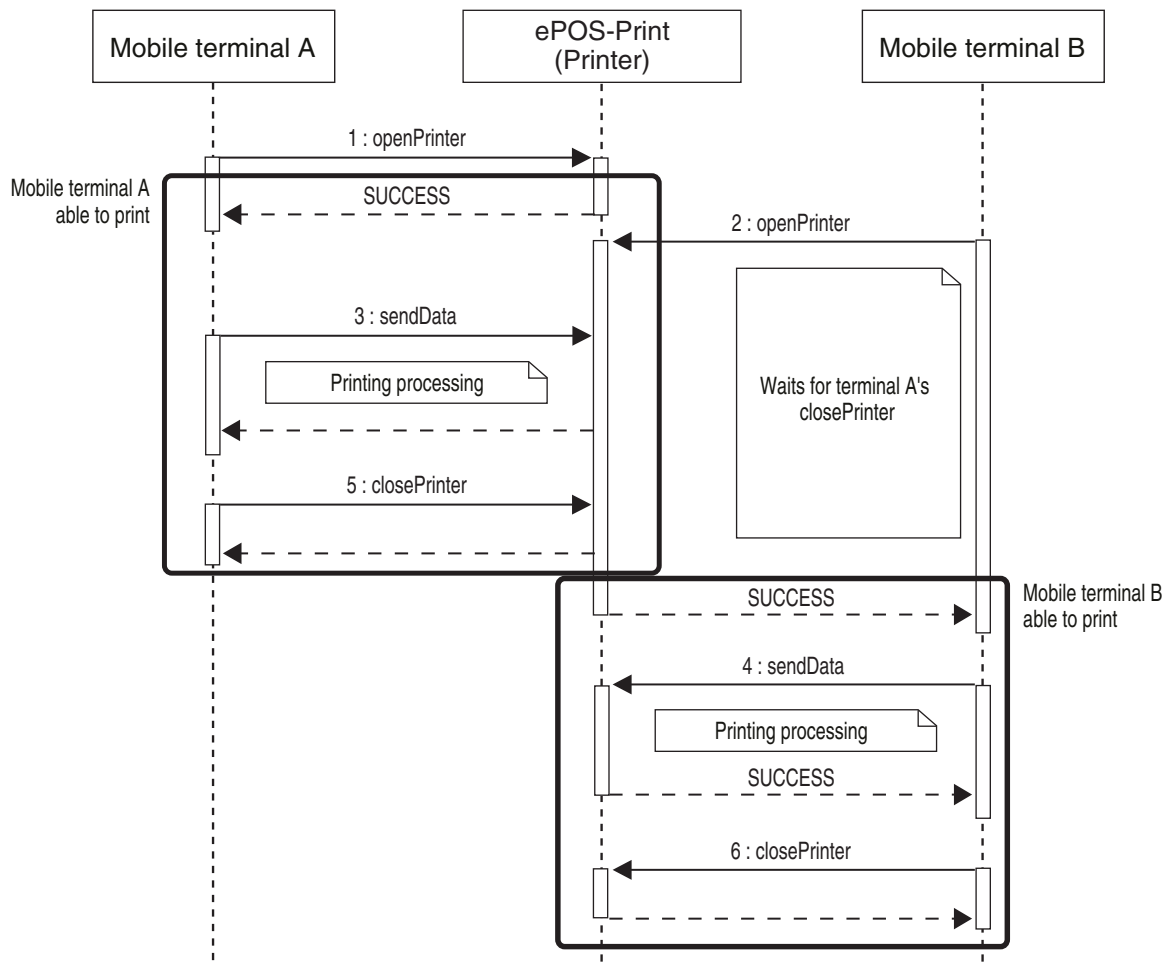 Mobile terminal A
ePOS-Print
(Printer)
Mobile terminal B
1 : openPrinter
Mobile terminal A
able to print
SUCCESS
2 : openPrinter
3 : sendData
Printing processing
Waits for terminal A's
closePrinter
5 : closePrinter
SUCCESS
Mobile terminal B
able to print
4 : sendData
Printing processing
SUCCESS
6 : closePrinter